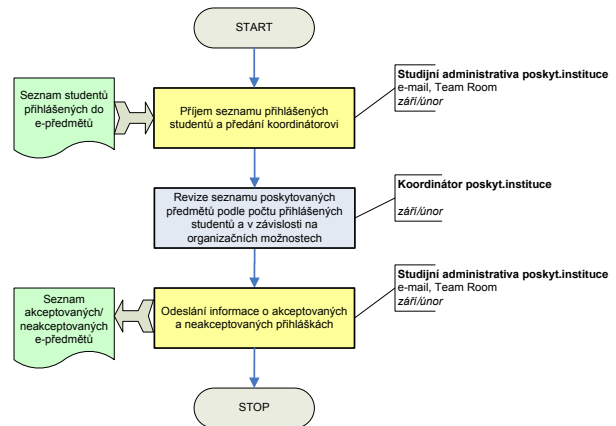 START
Seznam studentů
přihlášených do
e-předmětů
Příjem seznamu přihlášených
studentů a předání koordinátorovi
Studijní administrativa poskyt.instituce
e-mail, Team Room
září/únor
Revize seznamu poskytovaných
předmětů podle počtu přihlášených
studentů a v závislosti na
organizačních možnostech
Koordinátor poskyt.instituce
září/únor
Seznam
akceptovaných/
neakceptovaných
e-předmětů
Odeslání informace o akceptovaných
a neakceptovaných přihláškách
Studijní administrativa poskyt.instituce
e-mail, Team Room
září/únor
STOP